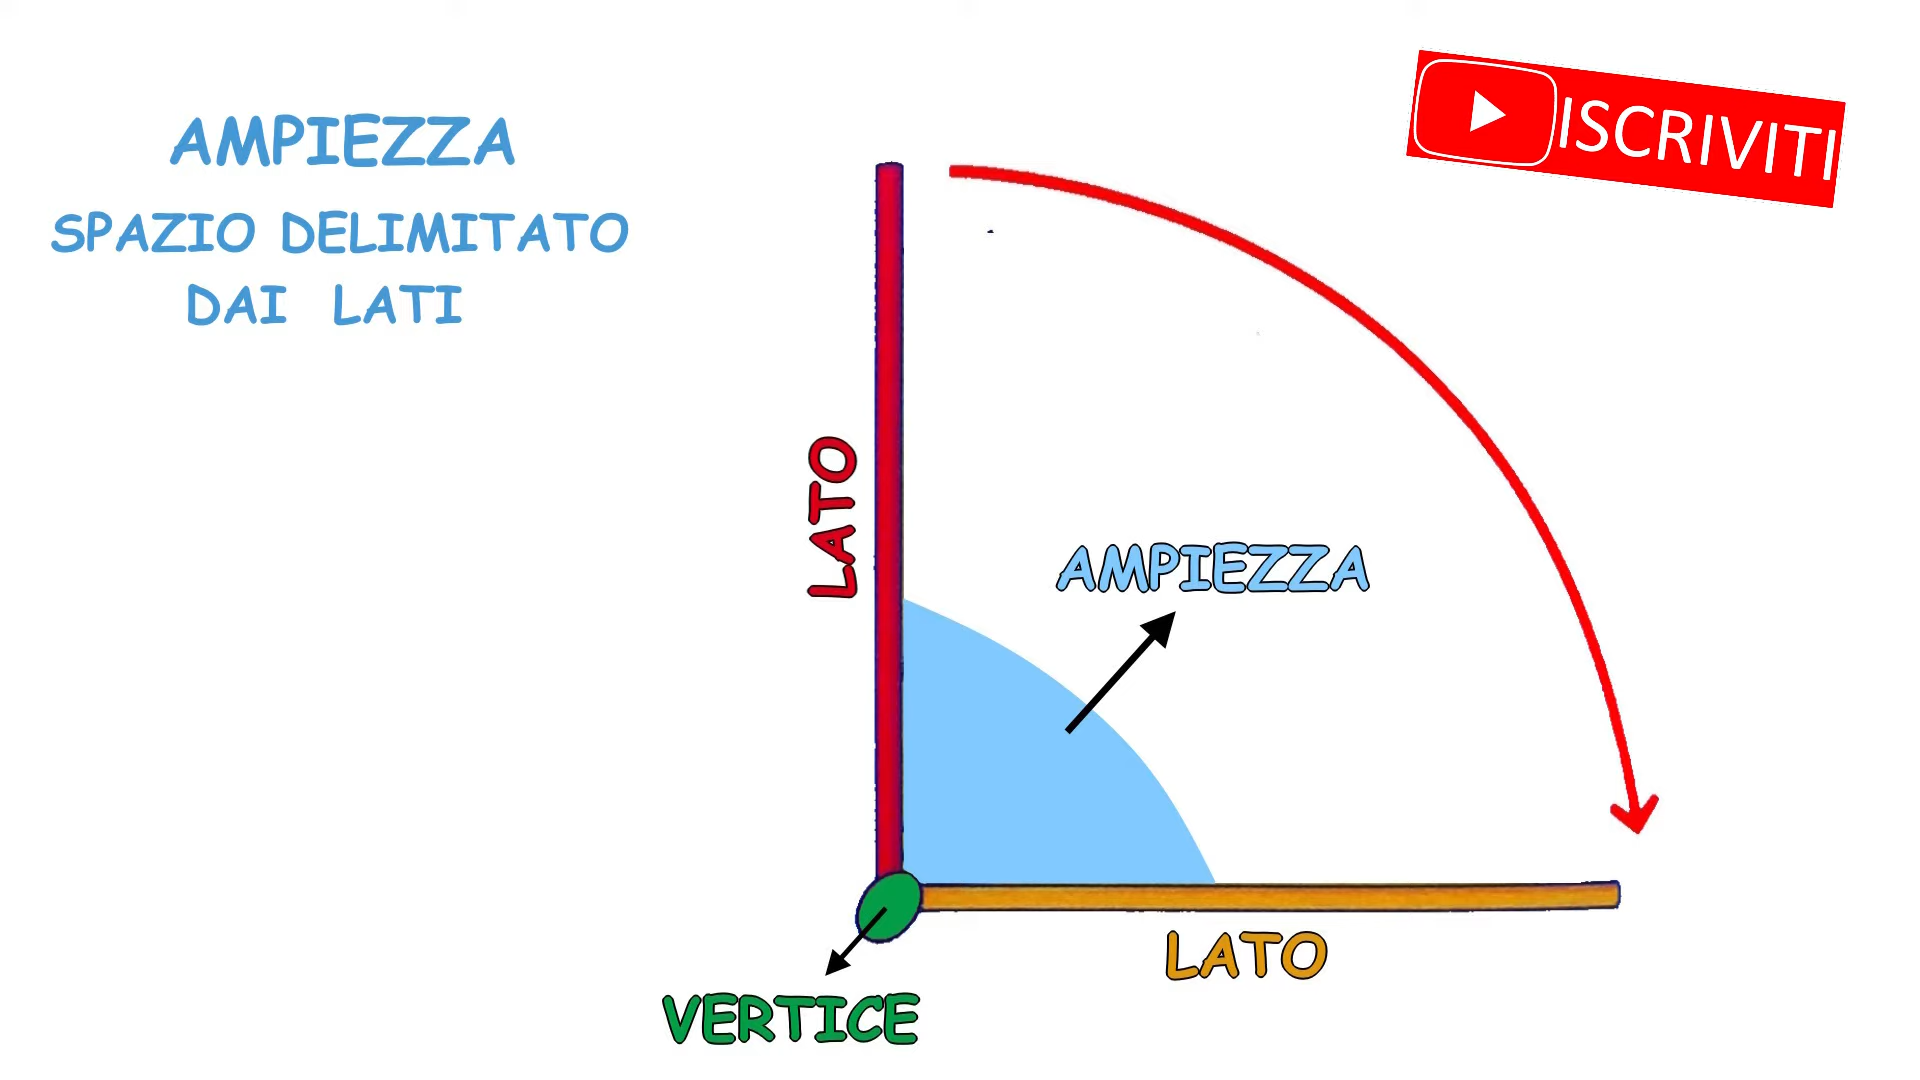 AMPIEZZA
SPAZIO DELIMITATO
DAI LATI
ISCRIVITI
LATO
AMPIEZZA
LATO
VERTICE